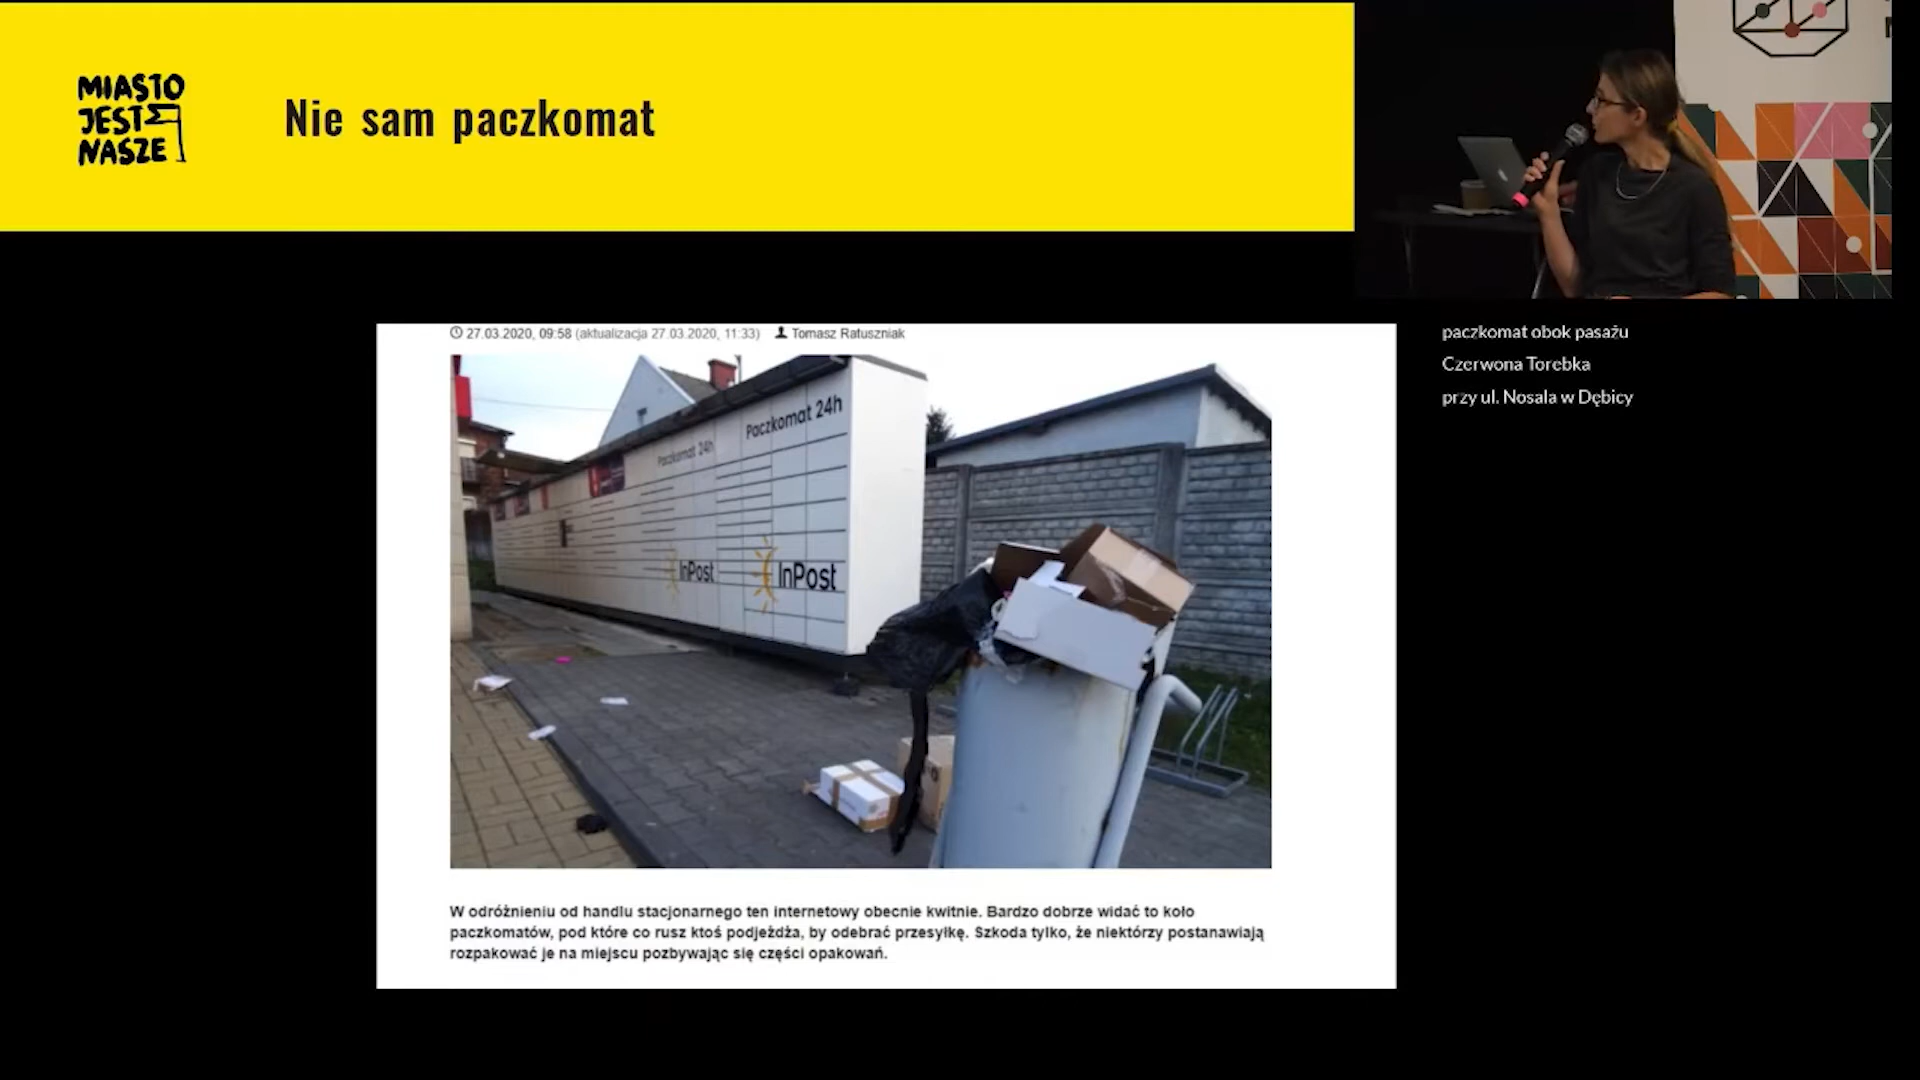 MIASTO
JEST
NASZE
Nie sam paczkomat
27.03.2020, 09:58 (aktualizacja 27.03.2020, 11:33) Tomasz Ratuszniak
Paczkomat 24h
Paczkomat 24h
InPost
InPost
paczkomat obok pasażu
Czerwona Torebka
przy ul. Nosala w Dębicy
W odróżnieniu od handlu stacjonarnego ten internetowy obecnie kwitnie. Bardzo dobrze widać to koło
paczkomatów, pod które co rusz ktoś podjeżdża, by odebrać przesyłkę. Szkoda tylko, że niektórzy postanawiają
rozpakować je na miejscu pozbywając się części opakowań.